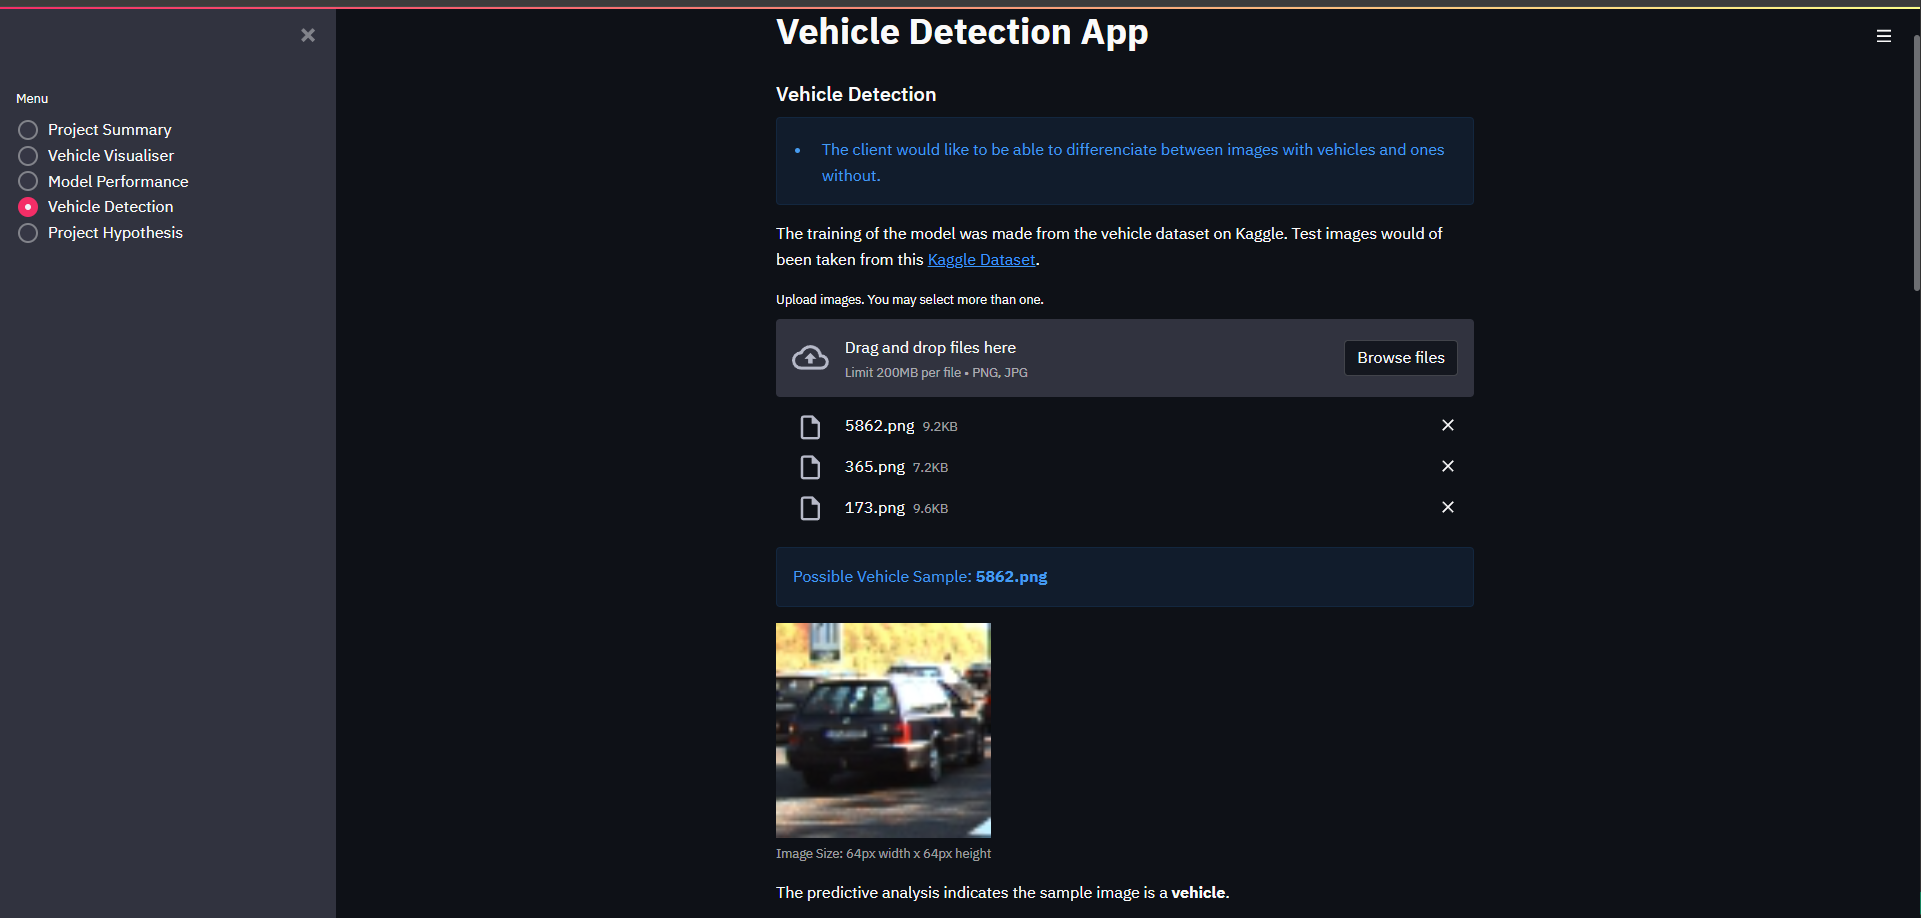 Vehicle Detection App
Menu
Project Summary
Vehicle Visualiser
Model Performance
Vehicle Detection
Project Hypothesis
Vehicle Detection
• The client would like to be able to differenciate between images with vehicles and ones
without.
The training of the model was made from the vehicle dataset on Kaggle. Test images would of
been taken from this Kaggle Dataset.
Upload images. You may select more than one.
Drag and drop files here
Limit 200MB per file • PNG, JPG
Browse files
5862.png 9.2KB
365.png 7.2KB
173.png 9.6KB
Possible Vehicle Sample: 5862.png
Image Size: 64px width x 64px height
The predictive analysis indicates the sample image is a vehicle.